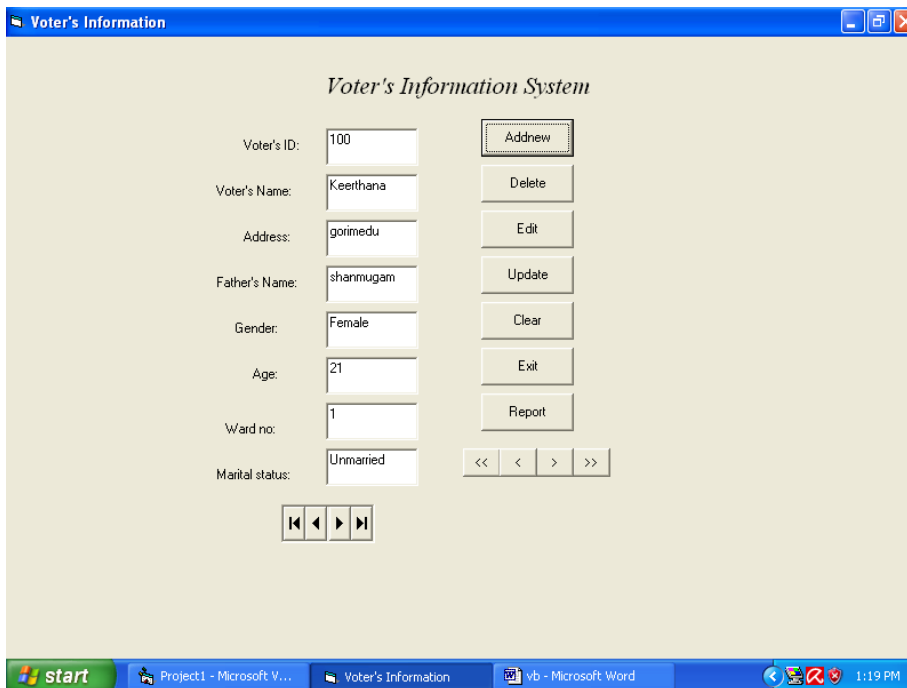 Voter's Information
Voter's Information System
Voter's ID: 100
Voter's Name: Keerthana
Address: gorimedu
Father's Name: shanmugam
Gender: Female
Age: 21
Ward no: 1
Marital status: Unmarried
Addnew
Delete
Edit
Update
Clear
Exit
Report
<< < > >>
start Project1 - Microsoft V... Voter's Information vb - Microsoft Word 1:19 PM